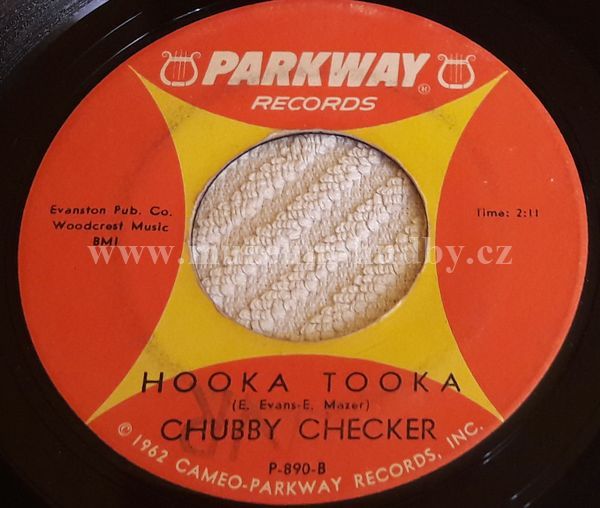 PARKWAY®
RECORDS
Evanston Pub. Co.
Woodcrest Music
BMI
Time: 2:11
HOOKA TOOKA
(E. Evans-E. Mazer)
CHUBBY CHECKER
P-890-B
© 1962 CAMEO-PARKWAY RECORDS, INC.